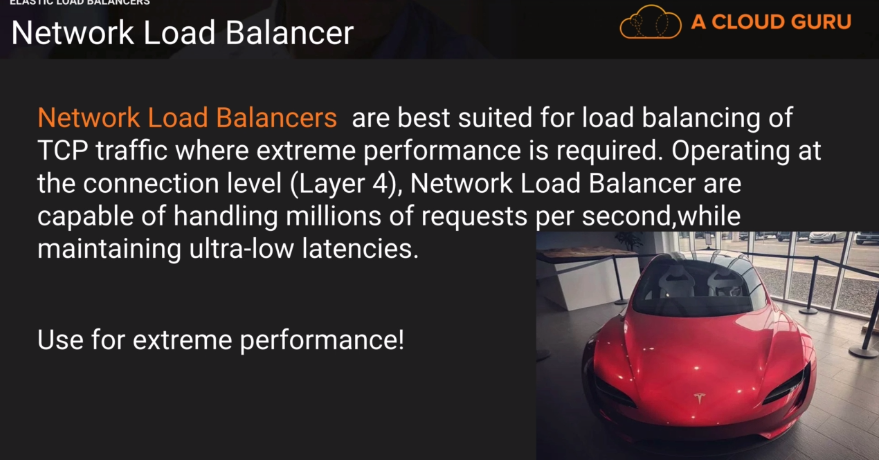 ELASTIC LOAD BALANCERS
Network Load Balancer
A CLOUD GURU
Network Load Balancers are best suited for load balancing of
TCP traffic where extreme performance is required. Operating at
the connection level (Layer 4), Network Load Balancer are
capable of handling millions of requests per second,while
maintaining ultra-low latencies.
Use for extreme performance!